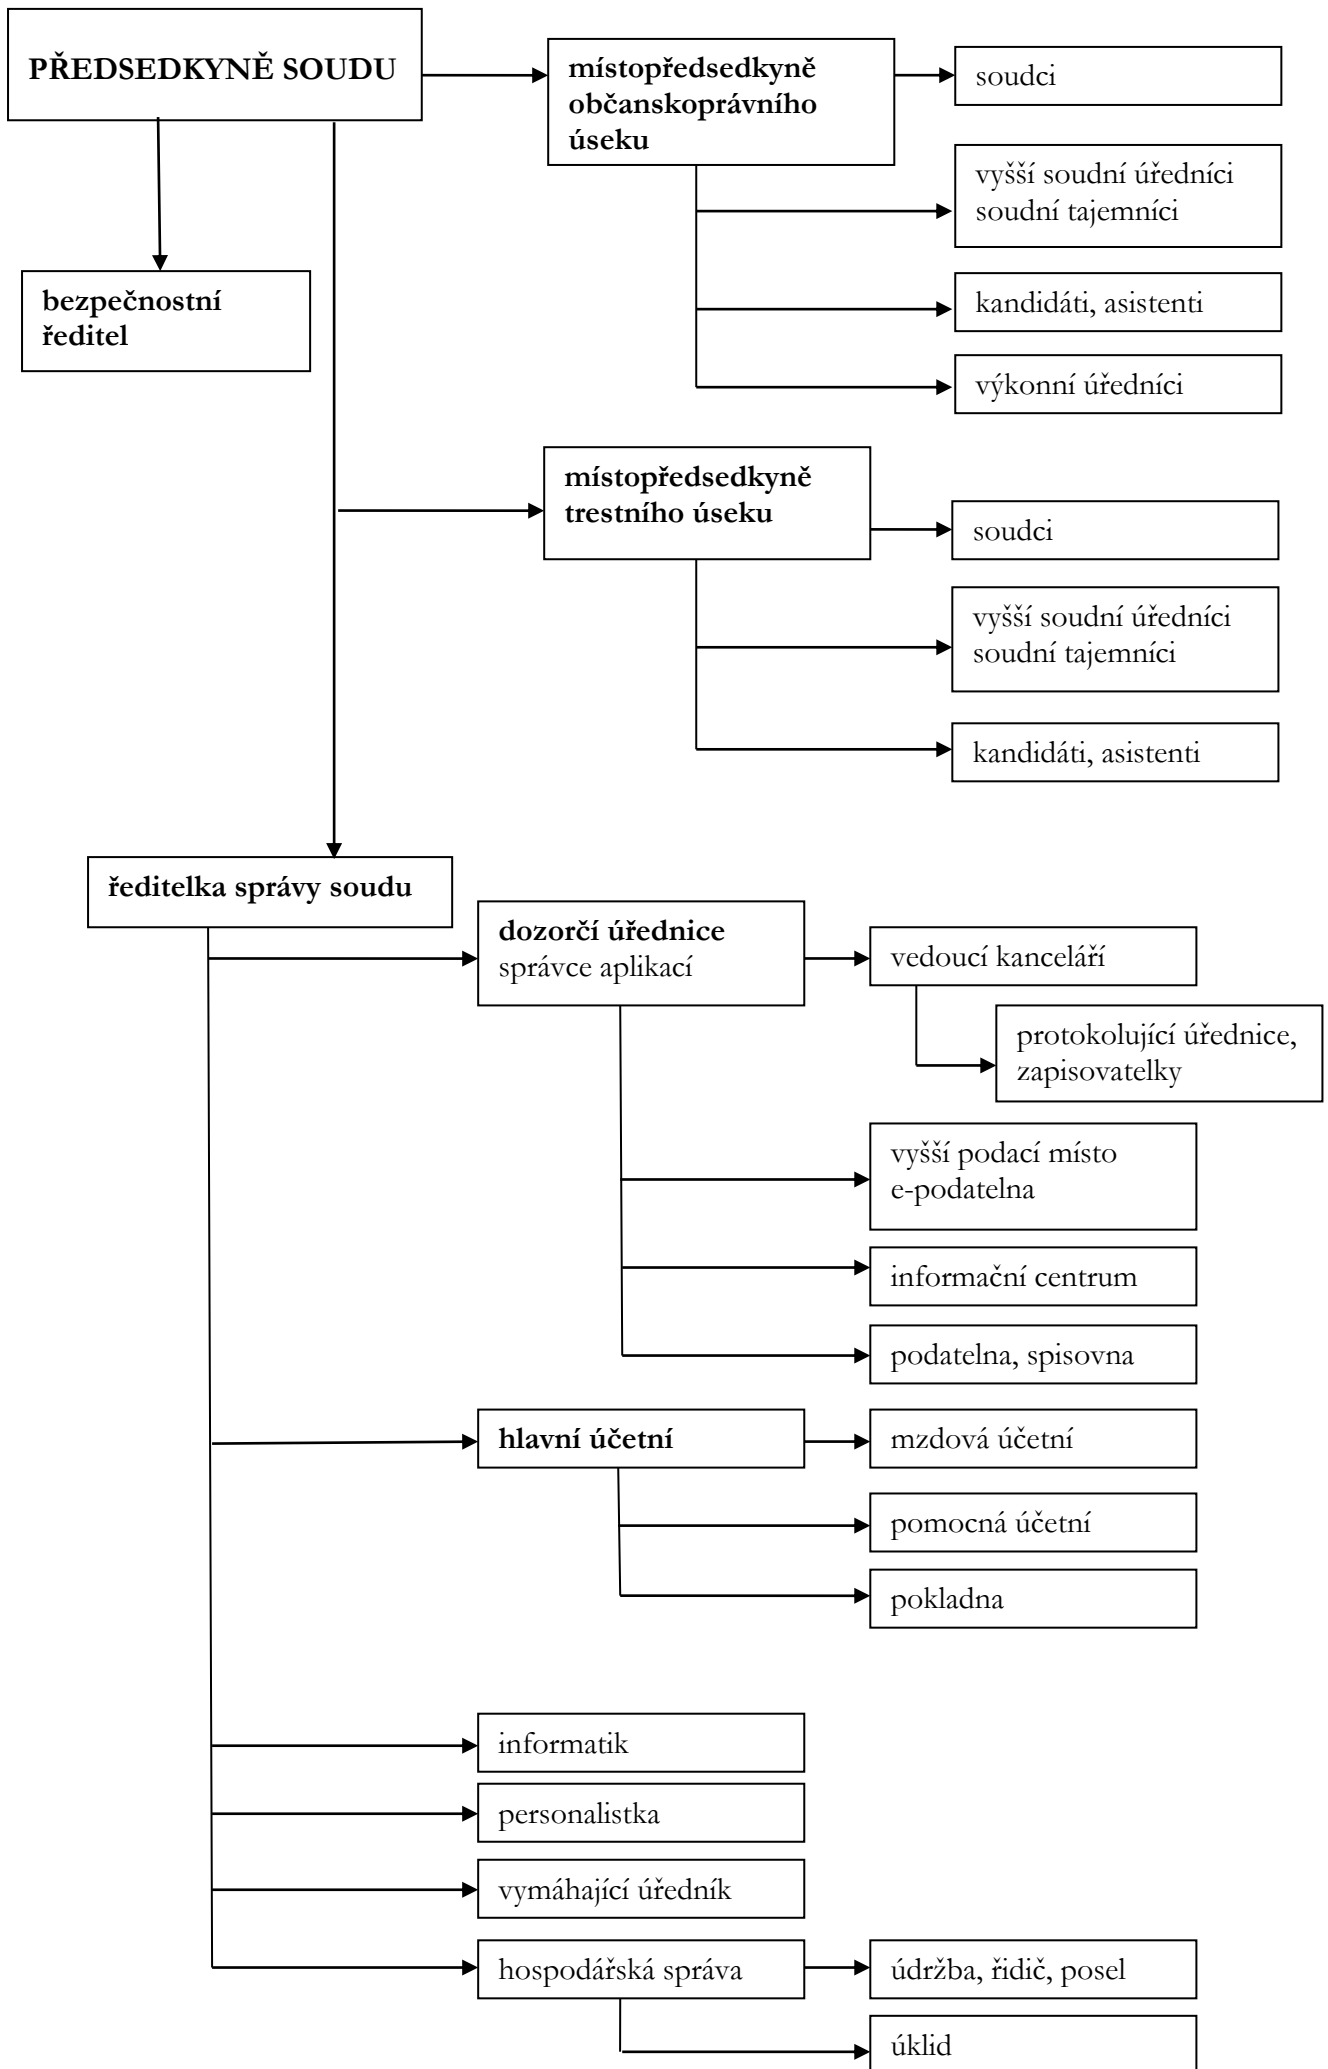 PŘEDSEDKYNĚ SOUDU
místopředsedkyně
občanskoprávního
úseku
soudci
vyšší soudní úředníci
soudní tajemníci
kandidáti, asistenti
výkonní úředníci
bezpečnostní
ředitel
místopředsedkyně
trestního úseku
soudci
vyšší soudní úředníci
soudní tajemníci
kandidáti, asistenti
ředitelka správy soudu
dozorčí úřednice
správce aplikací
vedoucí kanceláří
protokolující úřednice,
zapisovatelky
vyšší podací místo
e-podatelna
informační centrum
podatelna, spisovna
hlavní účetní
mzdová účetní
pomocná účetní
pokladna
informatik
personalistka
vymáhající úředník
hospodářská správa
údržba, řidič, posel
úklid